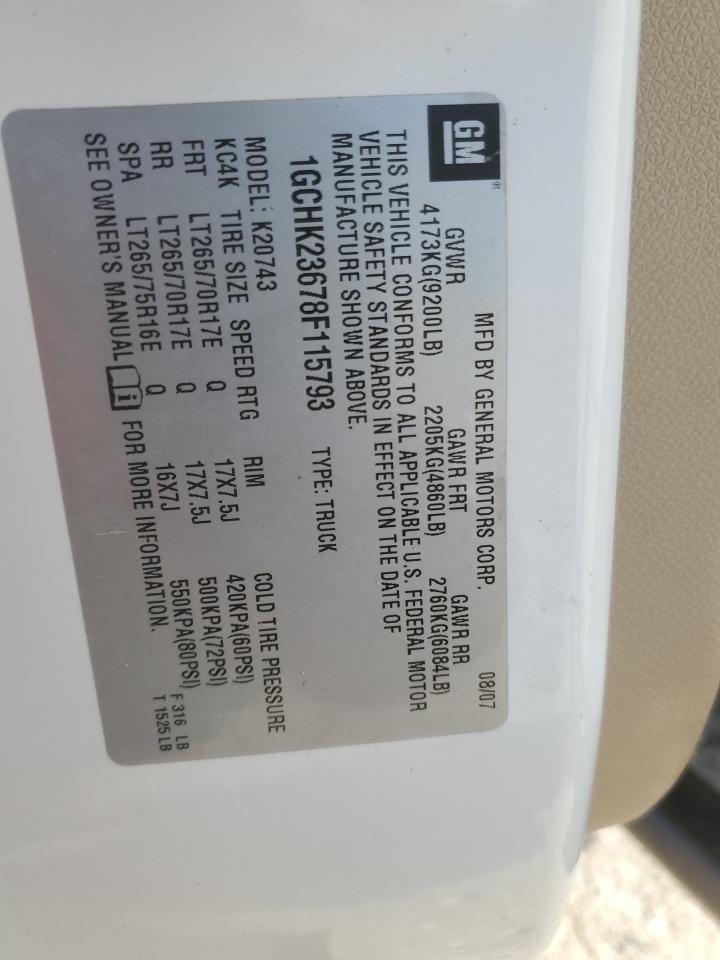 GM®
MFD BY GENERAL MOTORS CORP. 08/07
GVWR GAWR FRT GAWR RR
4173KG(9200LB) 2205KG(4860LB) 2760KG(6084LB)
THIS VEHICLE CONFORMS TO ALL APPLICABLE U.S. FEDERAL MOTOR
VEHICLE SAFETY STANDARDS IN EFFECT ON THE DATE OF
MANUFACTURE SHOWN ABOVE.
1GCHK23678F115793 TYPE: TRUCK
MODEL: K20743
KC4K TIRE SIZE SPEED RTG RIM COLD TIRE PRESSURE
FRT LT265/70R17E Q 17X7.5J 420KPA(60PSI)
RR LT265/70R17E Q 17X7.5J 500KPA(72PSI)
SPA LT265/75R16E Q 16X7J 550KPA(80PSI)
SEE OWNER'S MANUAL FOR MORE INFORMATION.
F 316 LB
T 1525 LB